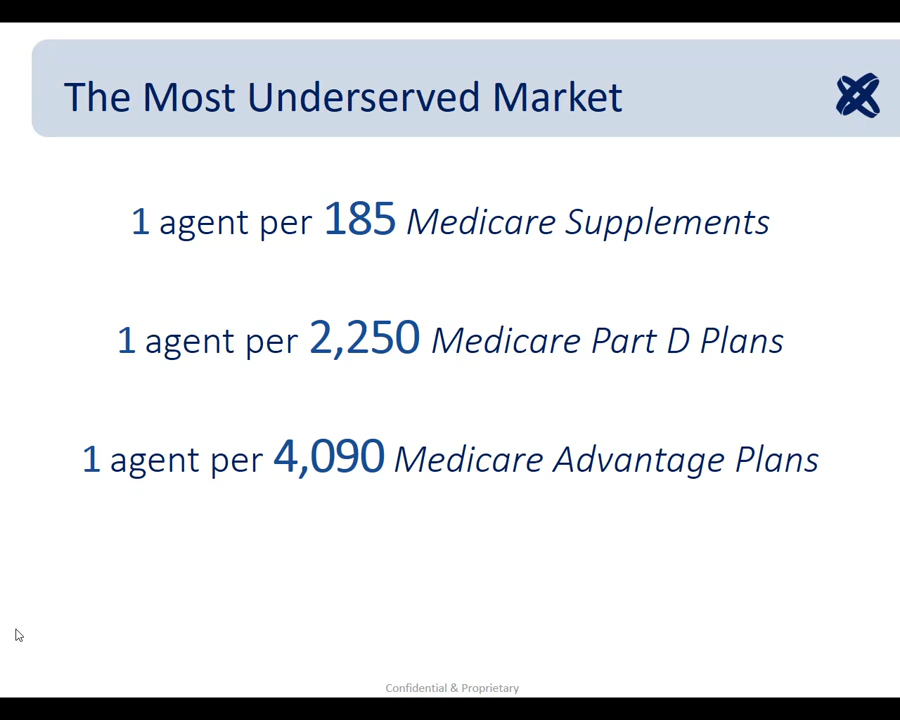 The Most Underserved Market
1 agent per 185 Medicare Supplements
1 agent per 2,250 Medicare Part D Plans
1 agent per 4,090 Medicare Advantage Plans
Confidential & Proprietary